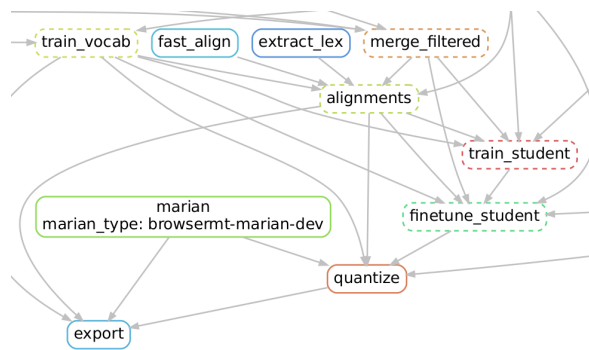 train_vocab
fast_align
extract_lex
merge_filtered
alignments
train_student
marian
marian_type: browsermt-marian-dev
finetune_student
quantize
export